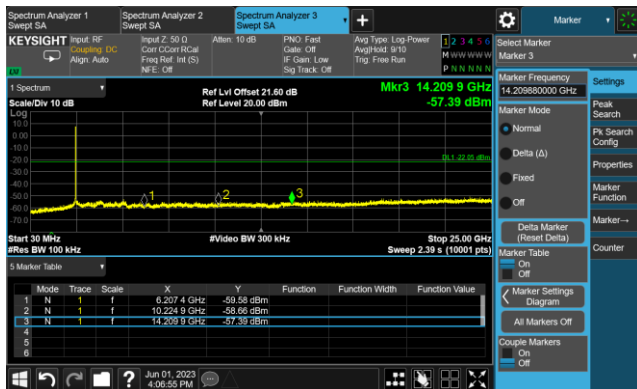 Spectrum Analyzer 1
Swept SA
Spectrum Analyzer 2
Swept SA
Spectrum Analyzer 3
Swept SA
Marker
KEYSIGHT
Input: RF
Coupling: DC
Align: Auto
Input Z: 50 Ω
Corr CCorr RCal
Freq Ref: Int (S)
NFE: Off
Atten: 10 dB
PNO: Fast
Gate: Off
IF Gain: Low
Sig Track: Off
Avg Type: Log-Power
Avg|Hold: 9/10
Trig: Free Run
1 2 3 4 5 6
M W W W W W
P N N N N N
Select Marker
Marker 3
1 Spectrum
Scale/Div 10 dB
Log
Ref Lvl Offset 21.60 dB
Ref Level 20.00 dBm
Mkr3 14.209 9 GHz
-57.39 dBm
10.0
0.00
-10.0
-20.0
-30.0
-40.0
-50.0
-60.0
-70.0
DL1 -22.05 dBm
1
2
3
Start 30 MHz
#Res BW 100 kHz
#Video BW 300 kHz
Stop 25.00 GHz
Sweep 2.39 s (10001 pts)
5 Marker Table
Mode Trace Scale X Y Function Function Width Function Value
1 N 1 f 6.207 4 GHz -59.58 dBm
2 N 1 f 10.224 9 GHz -58.66 dBm
3 N 1 f 14.209 9 GHz -57.39 dBm
4
5
6
Marker Frequency
14.209880000 GHz
Marker Mode
Normal
Delta (Δ)
Fixed
Off
Delta Marker
(Reset Delta)
Marker Table
On
Off
Marker Settings
Diagram
All Markers Off
Couple Markers
On
Off
Settings
Peak
Search
Pk Search
Config
Properties
Marker
Function
Marker→
Counter
?
Jun 01, 2023
4:06:55 PM